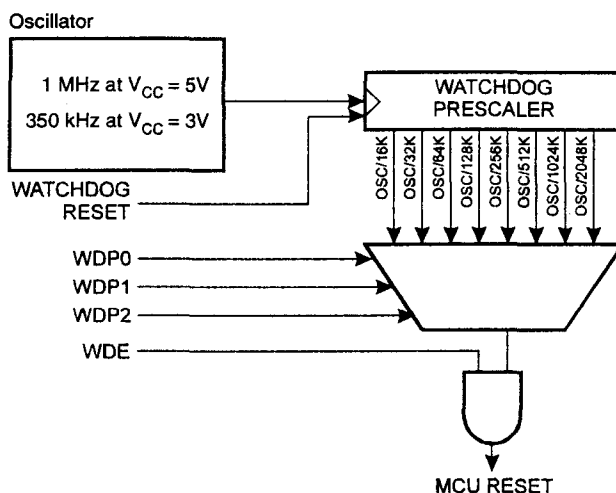 Oscillator
1 MHz at VCC = 5V
350 kHz at VCC = 3V
WATCHDOG
PRESCALER
OSC/16K
OSC/32K
OSC/64K
OSC/128K
OSC/256K
OSC/512K
OSC/1024K
OSC/2048K
WATCHDOG
RESET
WDP0
WDP1
WDP2
WDE
MCU RESET